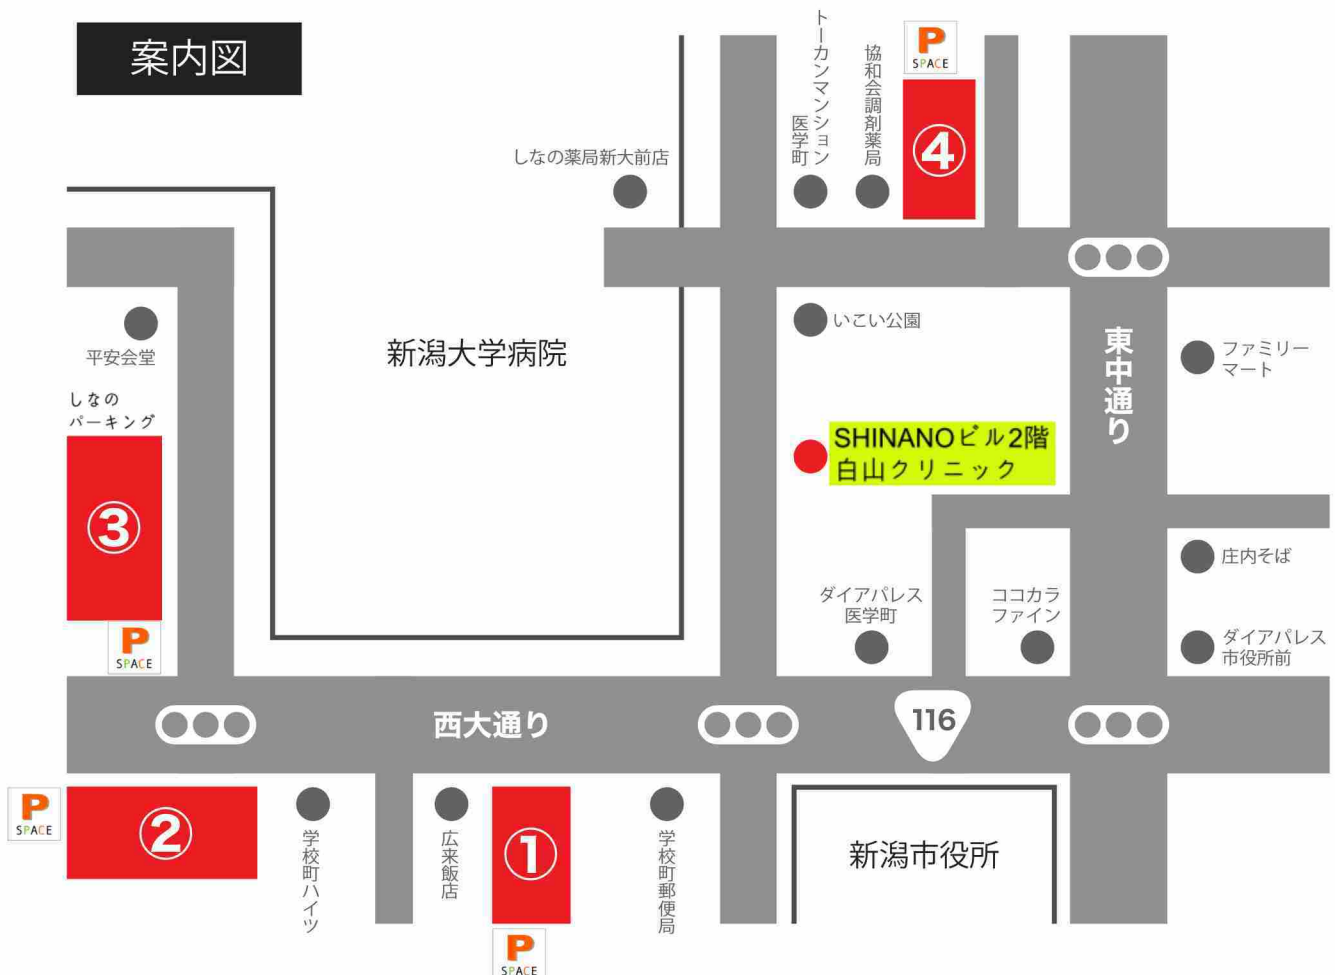 案内図
トーカンマンション
医学町
協和会調剤薬局
P
SPACE
④
しなの薬局新大前店
平安会堂
しなの
パーキング
③
P
SPACE
新潟大学病院
いこい公園
SHINANOビル2階
白山クリニック
東中通り
ファミリー
マート
庄内そば
ダイアパレス
医学町
ココカラ
ファイン
ダイアパレス
市役所前
西大通り
116
P
SPACE
②
学校町ハイツ
広来飯店
①
P
SPACE
学校町郵便局
新潟市役所